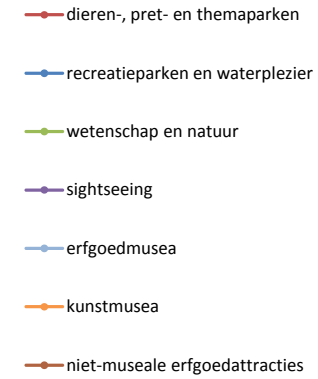 dieren-, pret- en themaparken
recreatieparken en waterplezier
wetenschap en natuur
sightseeing
erfgoedmusea
kunstmusea
niet-museale erfgoedattracties